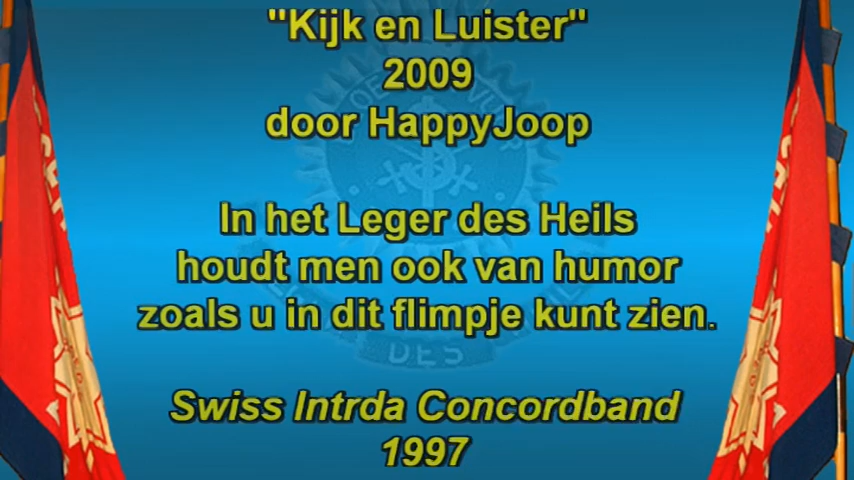 "Kijk en Luister"
2009
door HappyJoop
In het Leger des Heils
houdt men ook van humor
zoals u in dit flimpje kunt zien.
DES
Swiss Intrda Concordband
1997